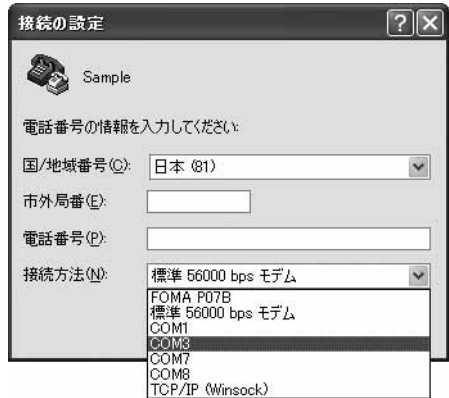 接続の設定
Sample
電話番号の情報を入力してください:
国/地域番号(C): 日本 (81)
市外局番(E):
電話番号(P):
接続方法(N): 標準 56000 bps モデム
FOMA P07B
標準 56000 bps モデム
COM1
COM3
COM7
COM8
TCP/IP (Winsock)